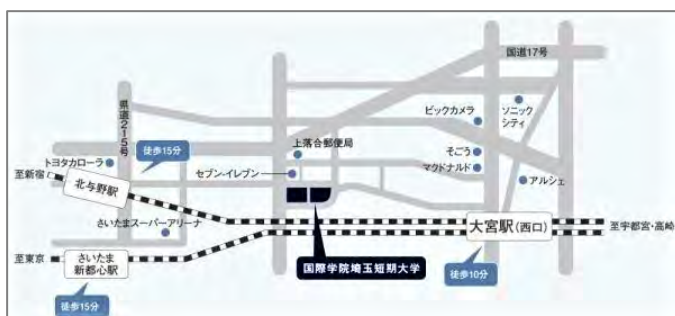 国道17号
県道2-15号
ビックカメラ
ソニック
シティ
上落合郵便局
徒歩15分
トヨタカローラ
そごう
セブン-イレブン
マクドナルド
至新宿
北与野駅
アルシェ
さいたまスーパーアリーナ
大宮駅(西口)
至宇都宮・高崎
至東京
さいたま
新都心駅
国際学院埼玉短期大学
徒歩10分
徒歩15分